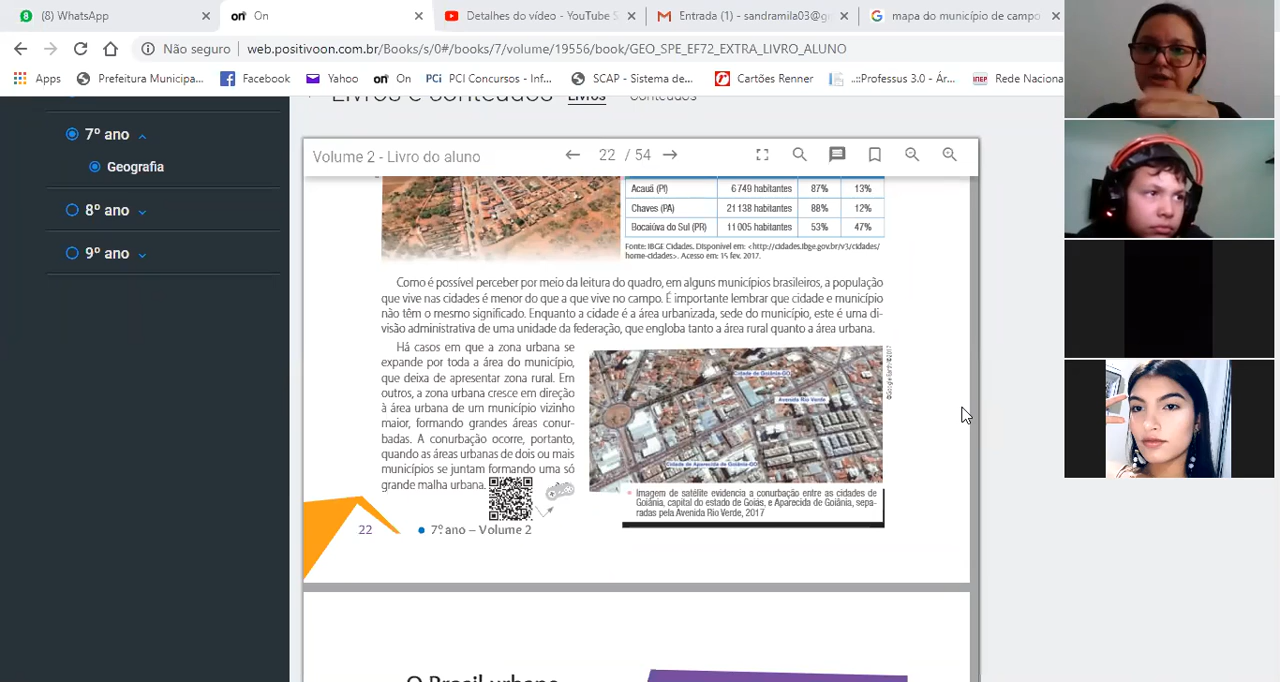 (8) WhatsApp
On
Detalhes do vídeo - YouTube S
Entrada (1) - sandramila03@g
mapa do município de campo
Não seguro
web.positivoon.com.br/Books/s/0#/books/7/volume/19556/book/GEO_SPE_EF72_EXTRA_LIVRO_ALUNO
Apps
Prefeitura Municipa...
Facebook
Yahoo
On
PCI Concursos - Inf...
SCAP - Sistema de...
Cartões Renner
..::Professus 3.0 - Ár...
Rede Naciona
Livros e conteúdos
Livros
Conteúdos
7º ano
Geografia
8º ano
9º ano
Volume 2 - Livro do aluno
22 / 54
Acauã (PI) 6 749 habitantes 87% 13%
Chaves (PA) 21 138 habitantes 88% 12%
Bocaiúva do Sul (PR) 11 005 habitantes 53% 47%
Fonte: IBGE Cidades. Disponível em: <http://cidades.ibge.gov.br/v3/cidades/
home-cidades>. Acesso em: 15 fev. 2017.
Como é possível perceber por meio da leitura do quadro, em alguns municípios brasileiros, a população
que vive nas cidades é menor do que a que vive no campo. É importante lembrar que cidade e município
não têm o mesmo significado. Enquanto a cidade é a área urbanizada, sede do município, este é uma di-
visão administrativa de uma unidade da federação, que engloba tanto a área rural quanto a área urbana.
Há casos em que a zona urbana se
expande por toda a área do município,
que deixa de apresentar zona rural. Em
outros, a zona urbana cresce em direção
à área urbana de um município vizinho
maior, formando grandes áreas conur-
badas. A conurbação ocorre, portanto,
quando as áreas urbanas de dois ou mais
municípios se juntam formando uma só
grande malha urbana.
Cidade de Goiânia-GO
Avenida Rio Verde
Cidade de Aparecida de Goiânia-GO
©Google Earth/©2017
Imagem de satélite evidencia a conurbação entre as cidades de
Goiânia, capital do estado de Goiás, e Aparecida de Goiânia, sepa-
radas pela Avenida Rio Verde, 2017
22
7º. ano – Volume 2
O Brasil urbano